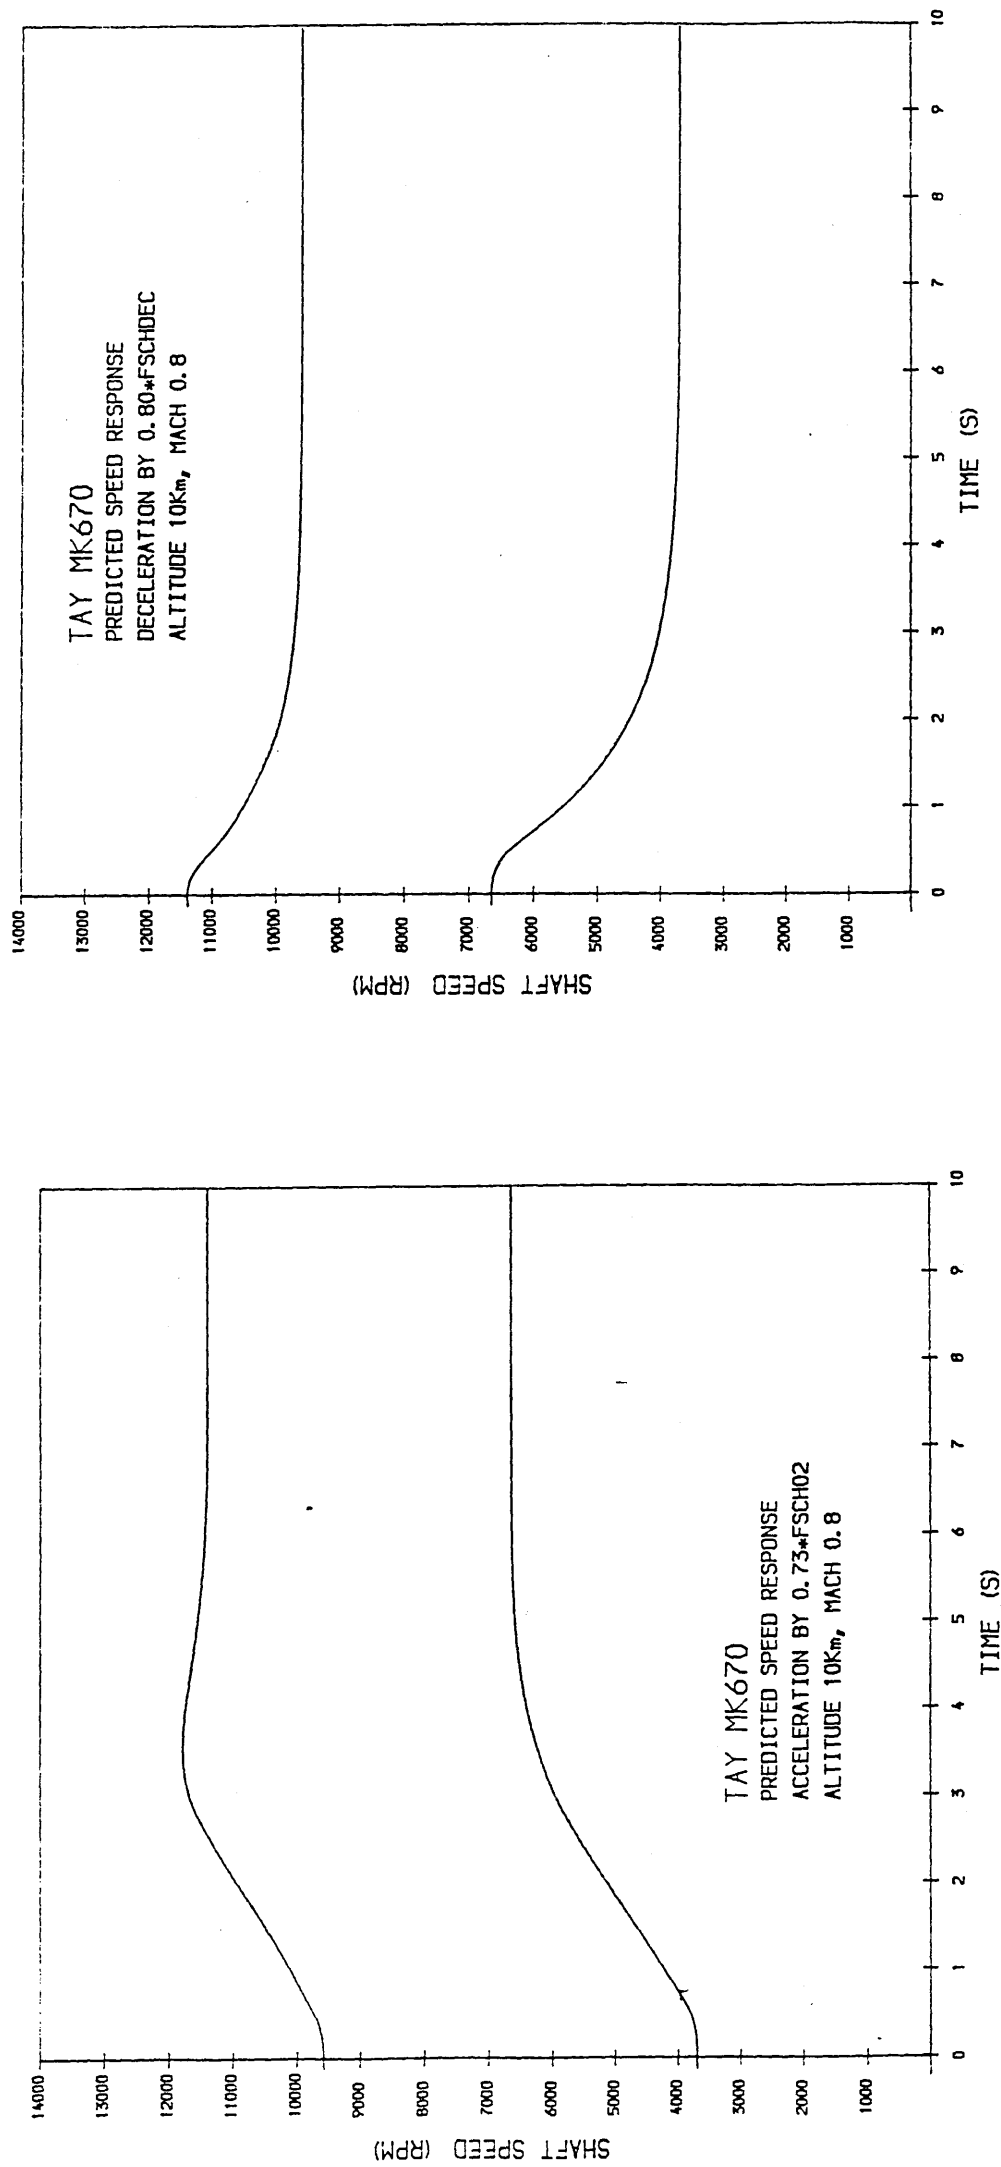 14000
13000
12000
11000
10000
9000
8000
7000
6000
5000
4000
3000
2000
1000
SHAFT SPEED (RPM)
0 1 2 3 4 5 6 7 8 9 10
TIME (S)
TAY MK670
PREDICTED SPEED RESPONSE
ACCELERATION BY 0.73*FSCH02
ALTITUDE 10Km, MACH 0.8
14000
13000
12000
11000
10000
9000
8000
7000
6000
5000
4000
3000
2000
1000
SHAFT SPEED (RPM)
0 1 2 3 4 5 6 7 8 9 10
TIME (S)
TAY MK670
PREDICTED SPEED RESPONSE
DECELERATION BY 0.80*FSCHDEC
ALTITUDE 10Km, MACH 0.8